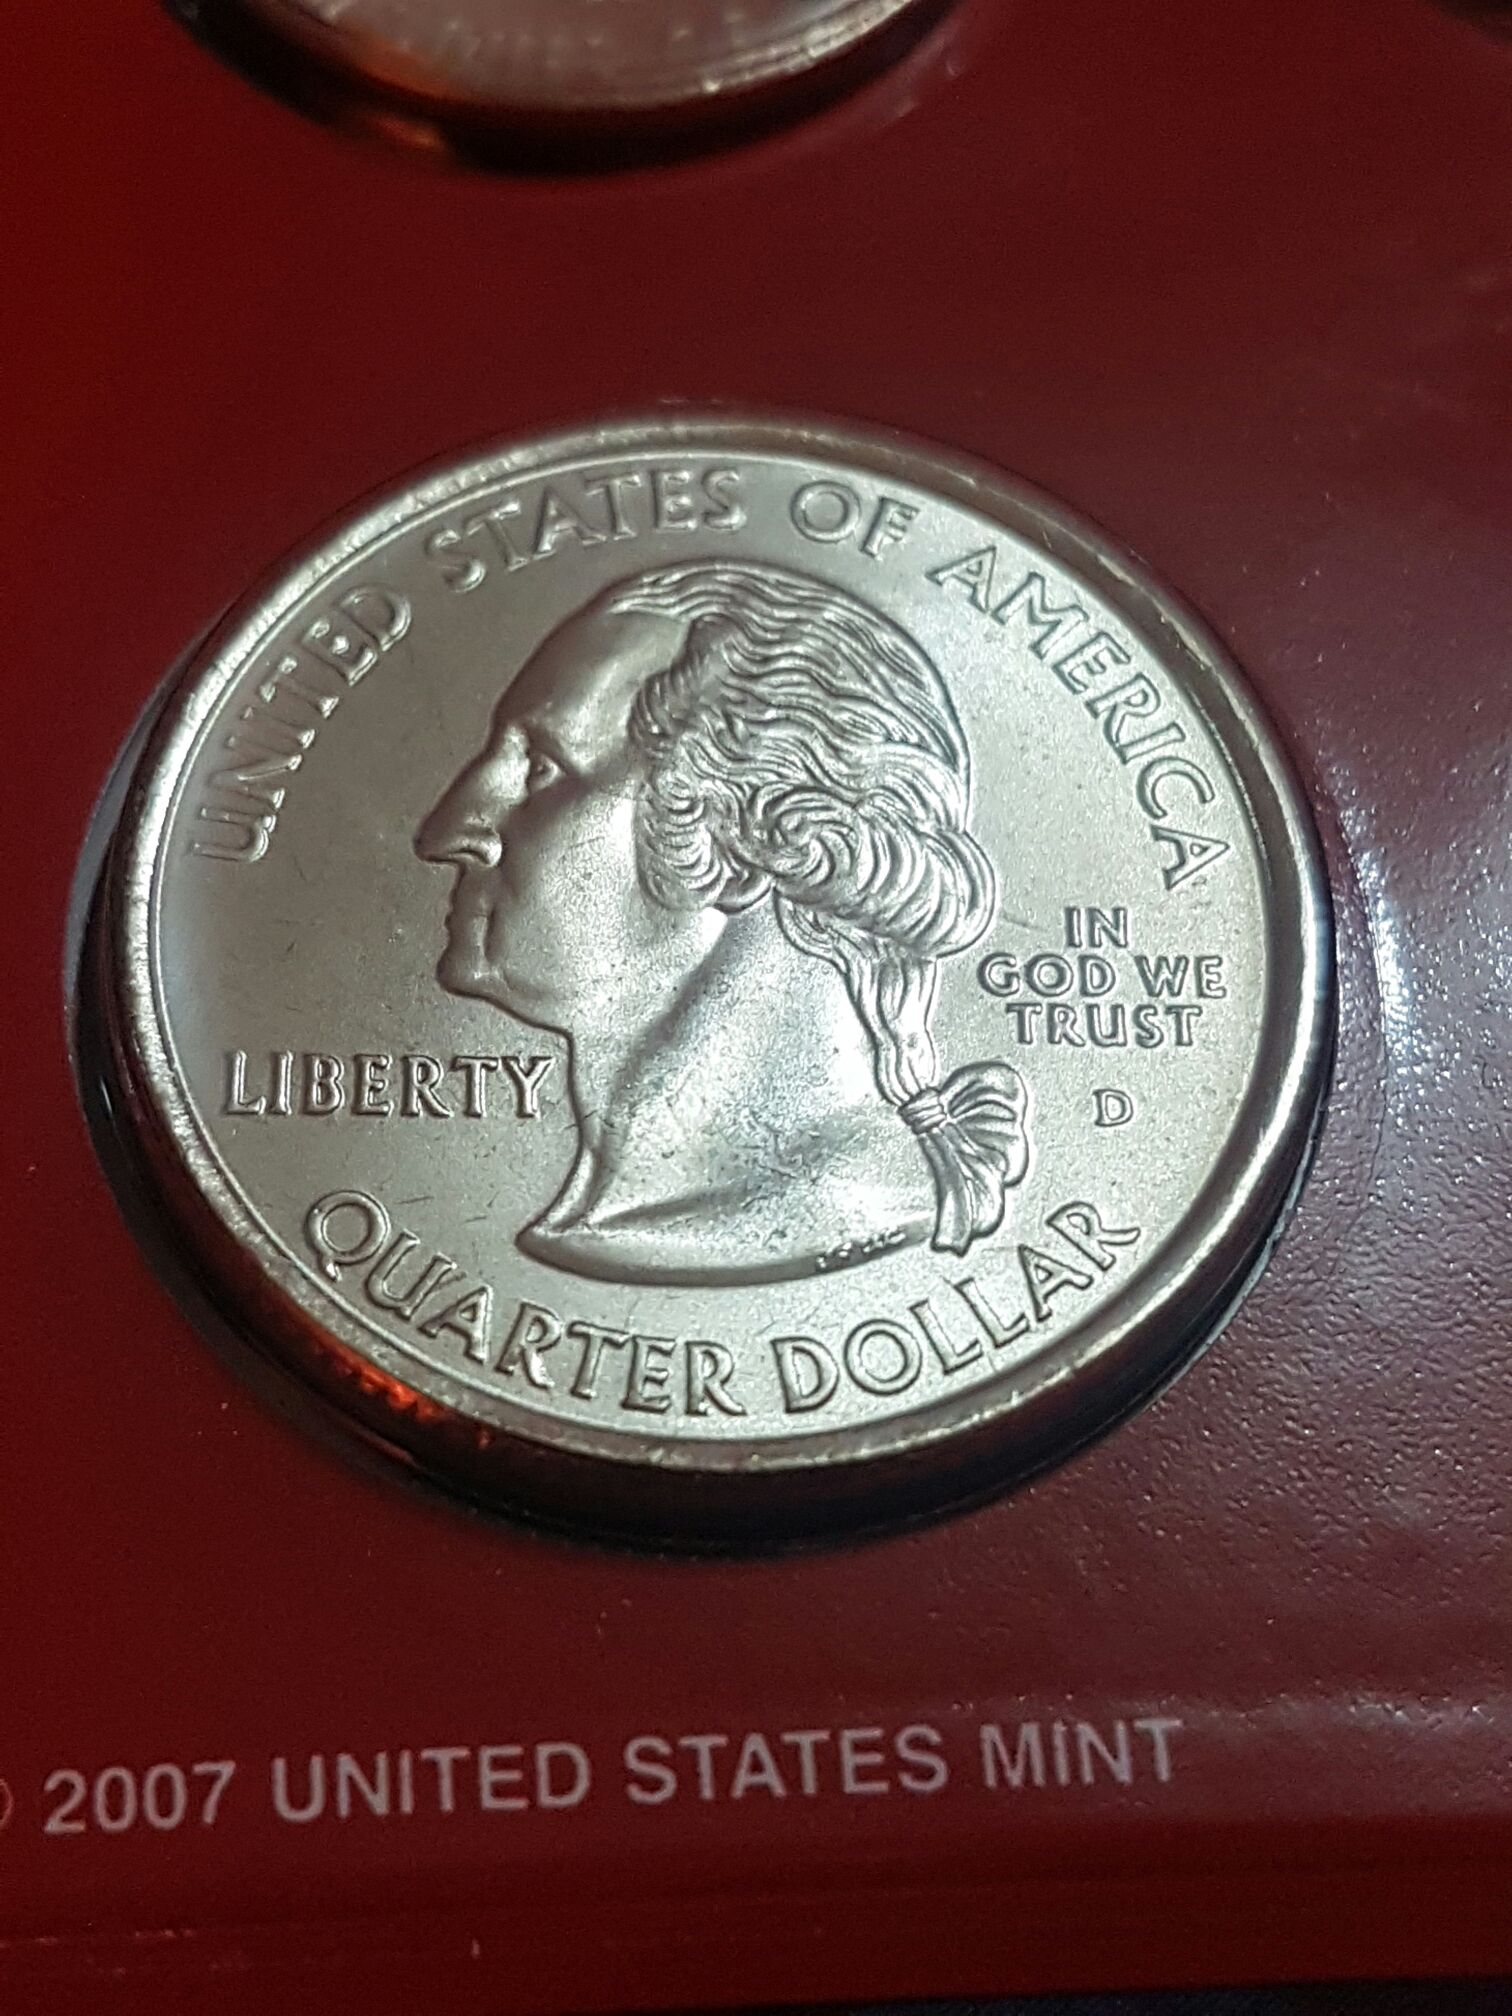 UNITED STATES OF AMERICA
IN
GOD WE
TRUST
LIBERTY
D
QUARTER DOLLAR
2007 UNITED STATES MINT